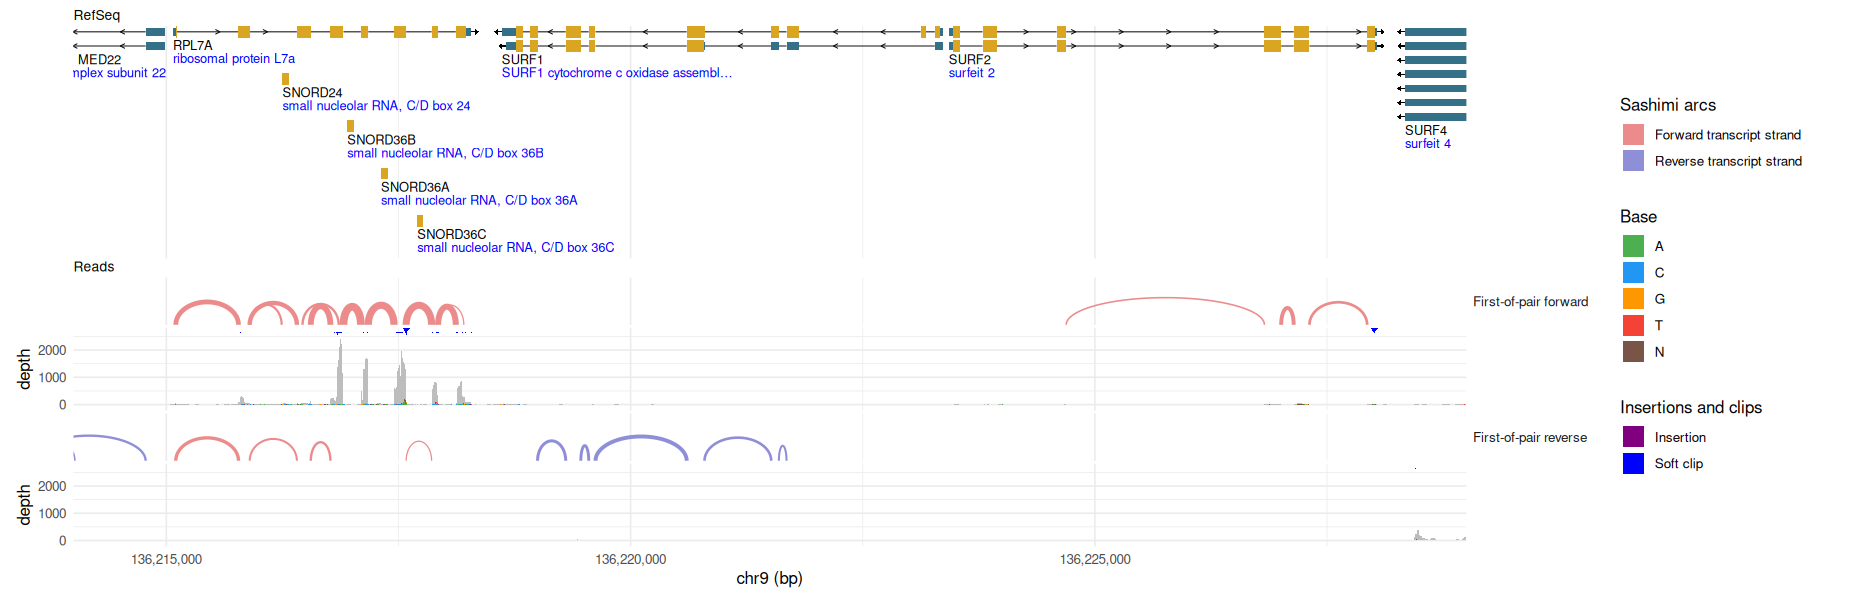 RefSeq
MED22
nplex subunit 22
RPL7A
ribosomal protein L7a
SURF1
SURF1 cytochrome c oxidase assembl…
SURF2
surfeit 2
SNORD24
small nucleolar RNA, C/D box 24
SNORD36B
small nucleolar RNA, C/D box 36B
SNORD36A
small nucleolar RNA, C/D box 36A
SNORD36C
small nucleolar RNA, C/D box 36C
SURF4
surfeit 4
Reads
First-of-pair forward
depth
2000
1000
0
First-of-pair reverse
depth
2000
1000
0
136,215,000
136,220,000
136,225,000
chr9 (bp)
Sashimi arcs
Forward transcript strand
Reverse transcript strand
Base
A
C
G
T
N
Insertions and clips
Insertion
Soft clip